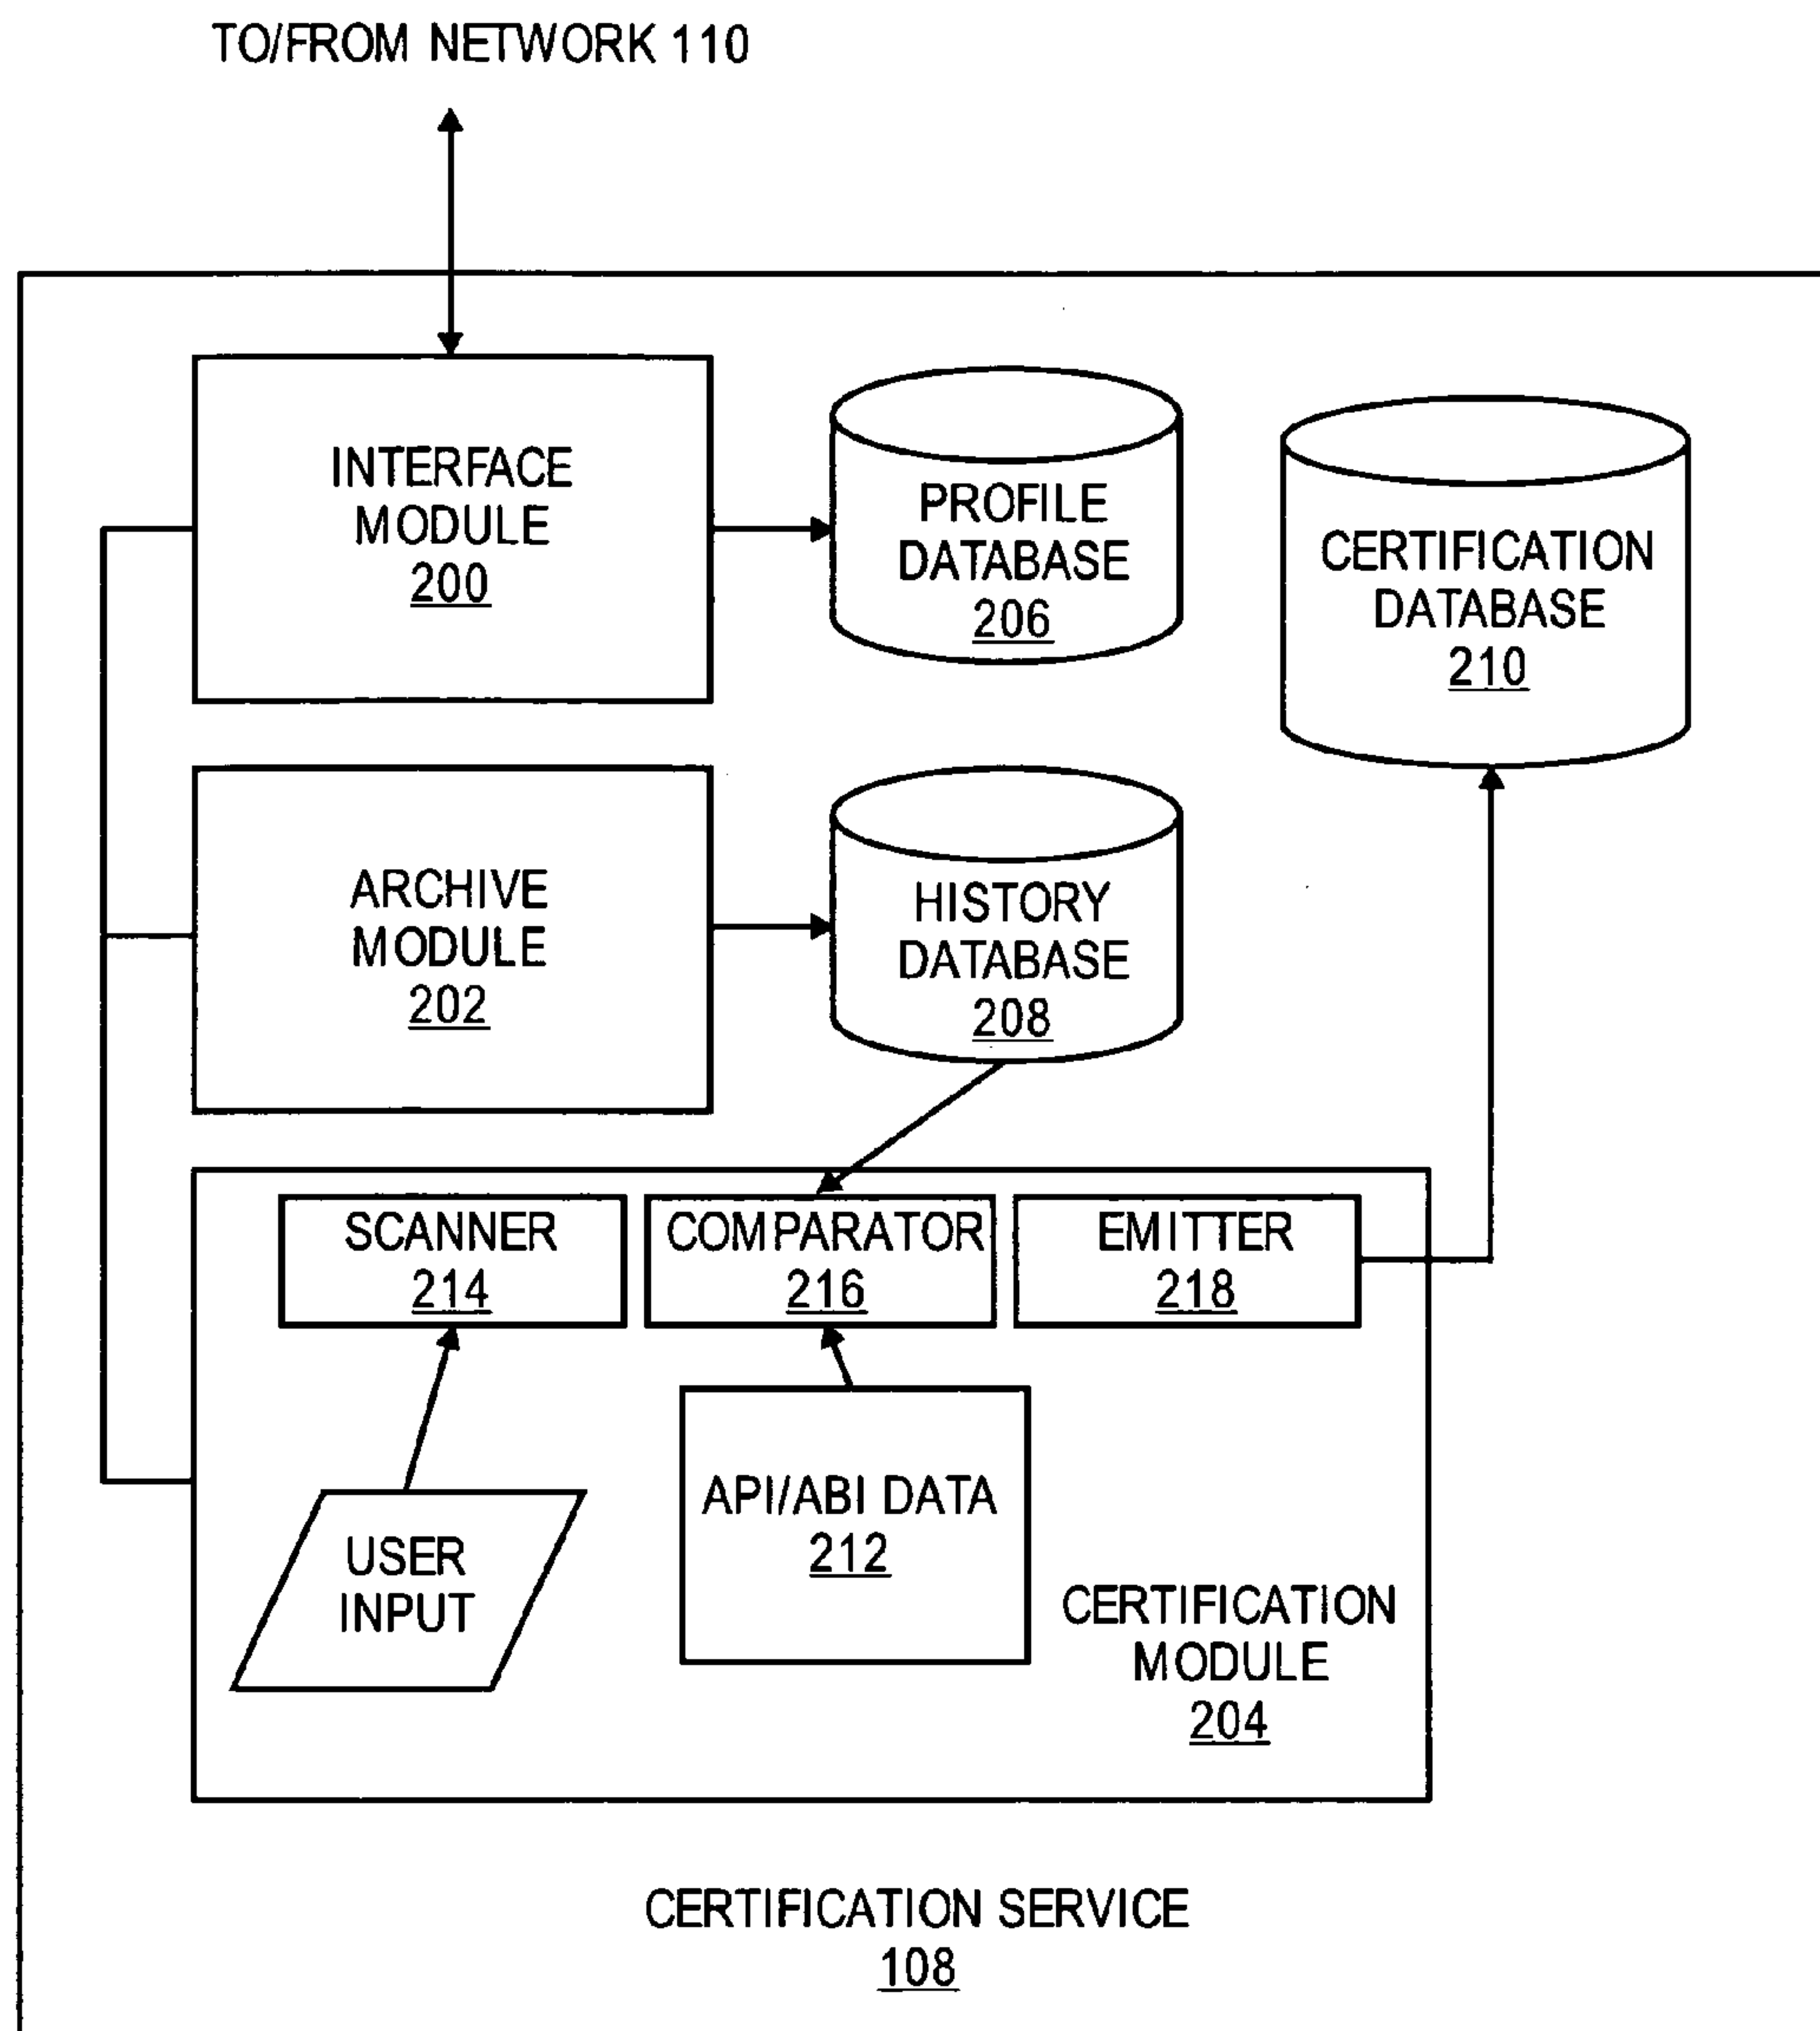 TO/FROM NETWORK 110
INTERFACE
MODULE
200
PROFILE
DATABASE
206
CERTIFICATION
DATABASE
210
ARCHIVE
MODULE
202
HISTORY
DATABASE
208
SCANNER
214
COMPARATOR
216
EMITTER
218
USER
INPUT
API/ABI DATA
212
CERTIFICATION
MODULE
204
CERTIFICATION SERVICE
108